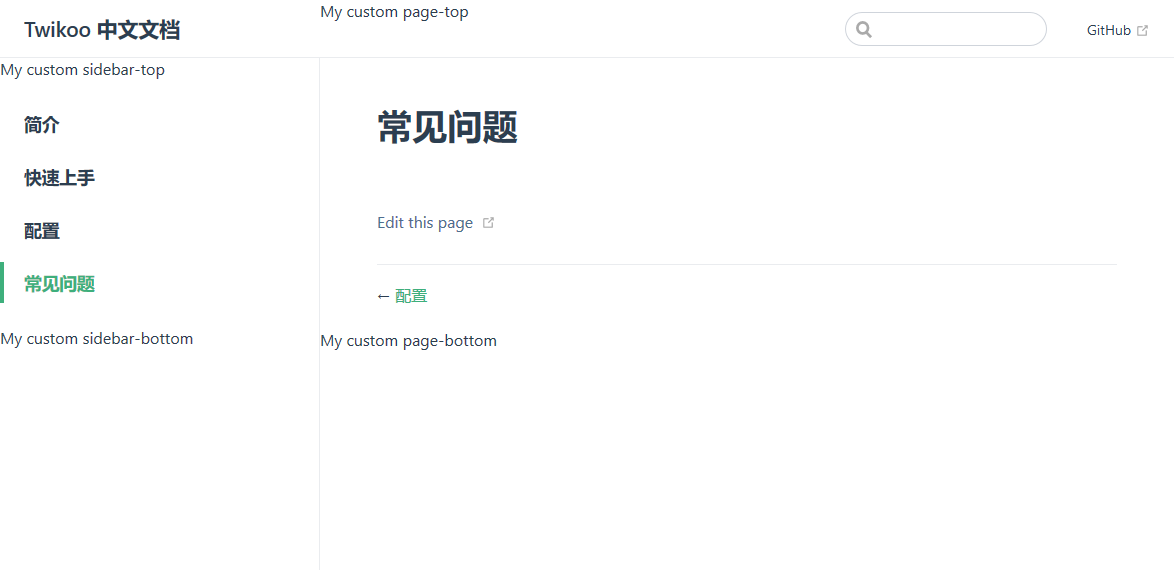 Twikoo 中文文档
My custom page-top
GitHub
My custom sidebar-top
简介
快速上手
配置
常见问题
My custom sidebar-bottom
常见问题
Edit this page
← 配置
My custom page-bottom